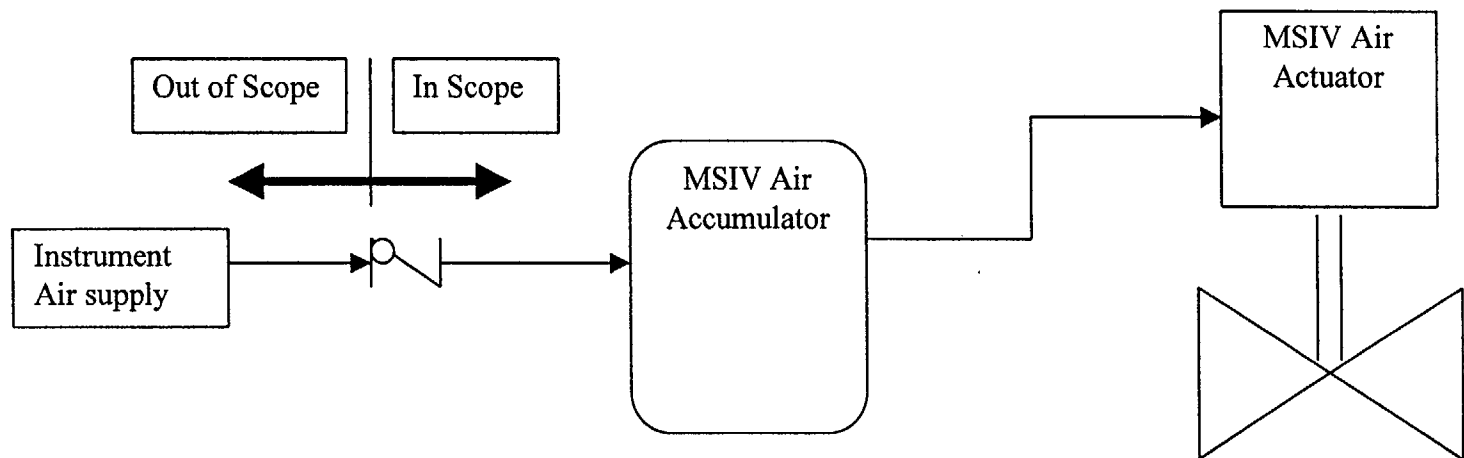 Out of Scope
In Scope
MSIV Air
Actuator
MSIV Air
Accumulator
Instrument
Air supply